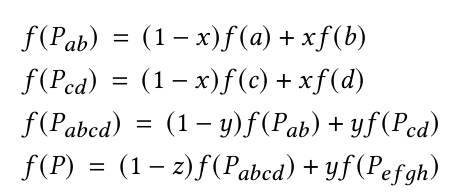 f(P_{ab}) = (1 − x)f(a) + xf(b)
f(P_{cd}) = (1 − x)f(c) + xf(d)
f(P_{abcd}) = (1 − y)f(P_{ab}) + yf(P_{cd})
f(P) = (1 − z)f(P_{abcd}) + yf(P_{efgh})